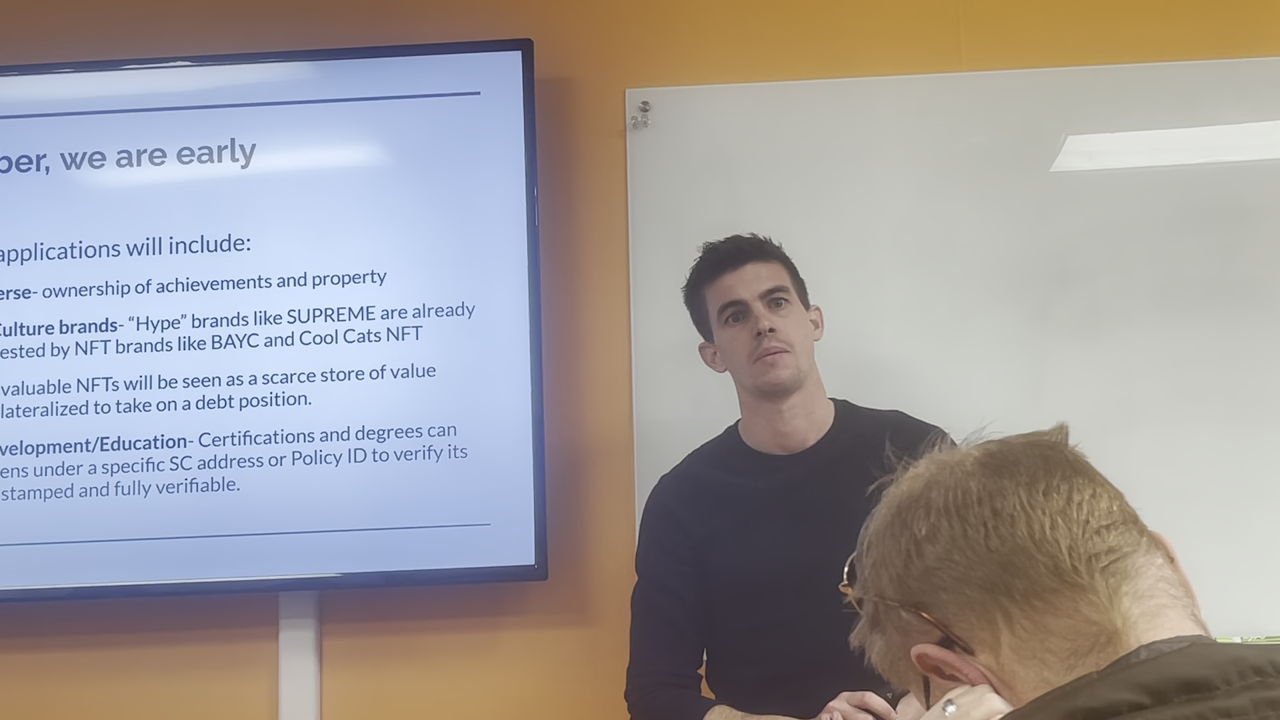 ber, we are early
applications will include:
erse- ownership of achievements and property
Culture brands- “Hype” brands like SUPREME are already
ested by NFT brands like BAYC and Cool Cats NFT
valuable NFTs will be seen as a scarce store of value
lateralized to take on a debt position.
velopment/Education- Certifications and degrees can
ens under a specific SC address or Policy ID to verify its
stamped and fully verifiable.